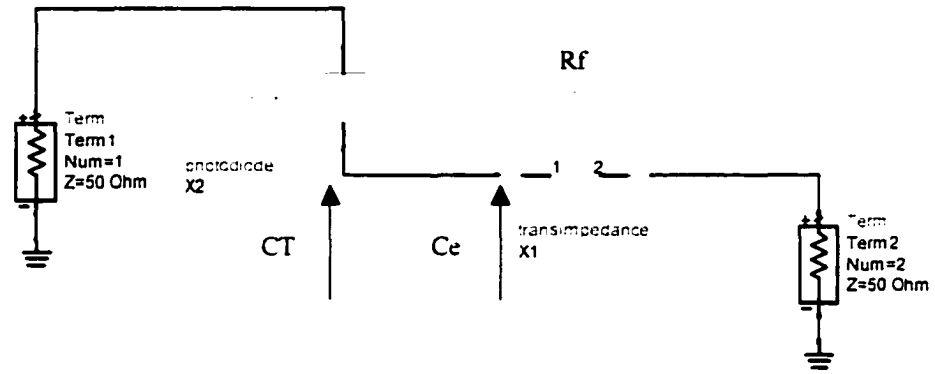 Rf
Term
Term1
Num=1
Z=50 Ohm
photodiode
X2
1 2
CT
Ce
transimpedance
X1
Term
Term2
Num=2
Z=50 Ohm